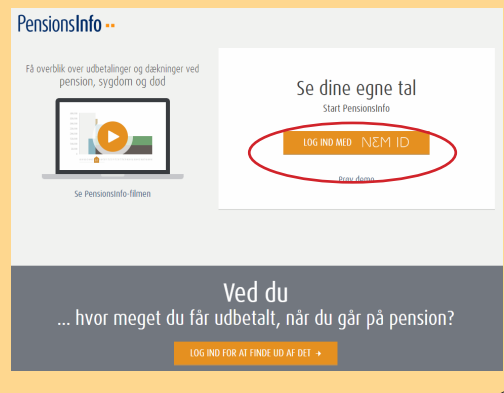 PensionsInfo
Få overblik over udbetalinger og dækninger ved
pension, sygdom og død
Se PensionsInfo-filmen
Se dine egne tal
Start PensionsInfo
LOG IND MED NEM ID
Prøv demo
Ved du
... hvor meget du får udbetalt, når du går på pension?
LOG IND FOR AT FINDE UD AF DET →